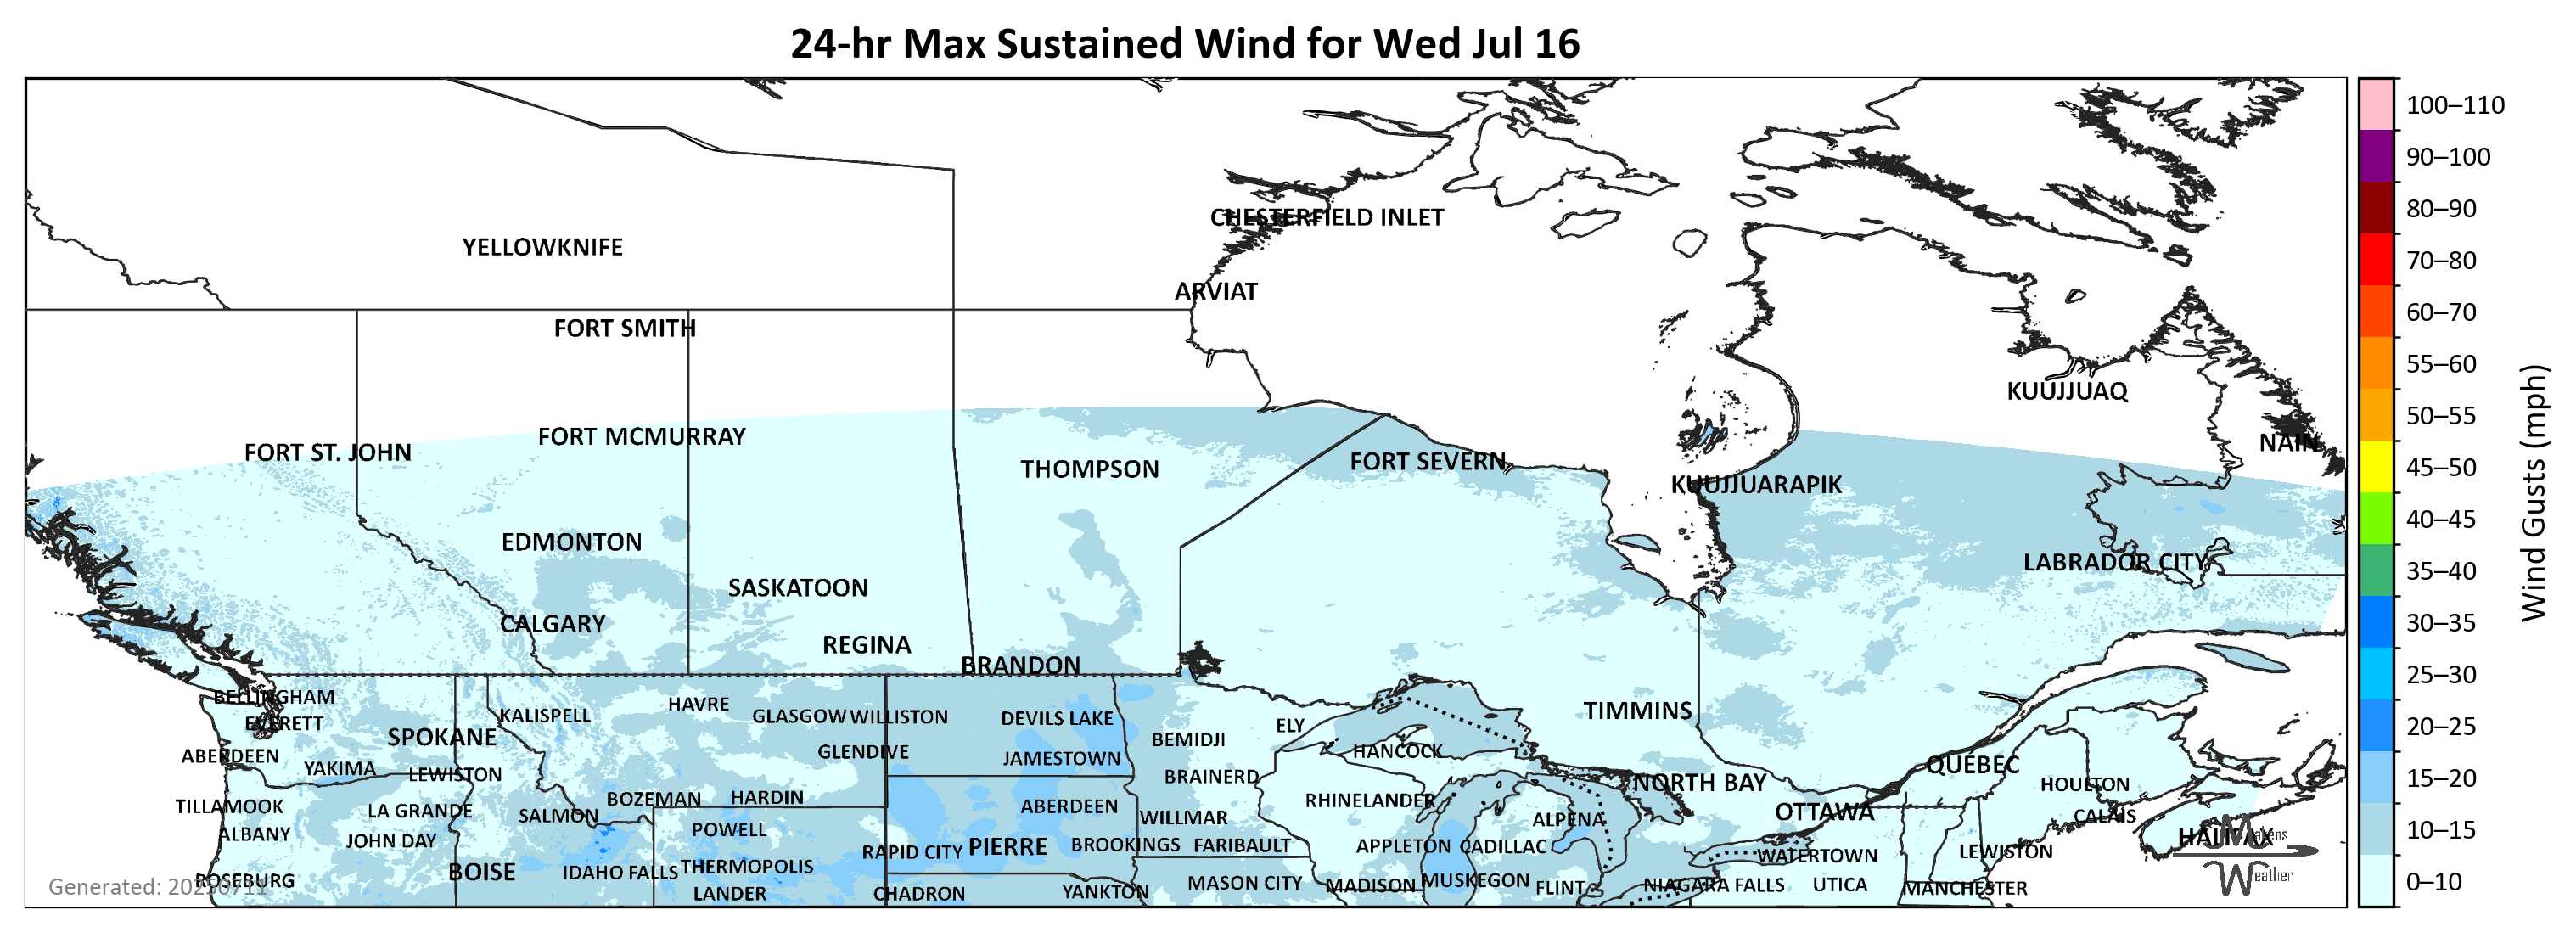 24-hr Max Sustained Wind for Wed Jul 16
100–110
90–100
80–90
70–80
60–70
55–60
50–55
45–50
40–45
35–40
30–35
25–30
20–25
15–20
10–15
0–10
Wind Gusts (mph)
CHESTERFIELD INLET
YELLOWKNIFE
ARVIAT
FORT SMITH
KUUJJUAQ
FORT MCMURRAY
NAIN
FORT ST. JOHN
FORT SEVERN
THOMPSON
KUUJJUARAPIK
EDMONTON
LABRADOR CITY
SASKATOON
CALGARY
REGINA
BRANDON
BELLINGHAM
HAVRE
TIMMINS
KALISPELL
GLASGOW
WILLISTON
DEVILS LAKE
EVERETT
ELY
SPOKANE
BEMIDJI
HANCOCK
GLENDIVE
ABERDEEN
JAMESTOWN
QUÉBEC
YAKIMA
LEWISTON
BRAINERD
NORTH BAY
HOULTON
BOZEMAN
HARDIN
RHINELANDER
TILLAMOOK
ABERDEEN
LA GRANDE
SALMON
OTTAWA
CALAIS
WILLMAR
ALPENA
POWELL
ALBANY
HALIFAX
JOHN DAY
PIERRE
BROOKINGS
FARIBAULT
APPLETON
CADILLAC
RAPID CITY
LEWISTON
WATERTOWN
THERMOPOLIS
BOISE
IDAHO FALLS
ROSEBURG
MUSKEGON
MASON CITY
MADISON
NIAGARA FALLS
UTICA
FLINT
MANCHESTER
LANDER
CHADRON
YANKTON
Generated: 20250711
Makens
Weather